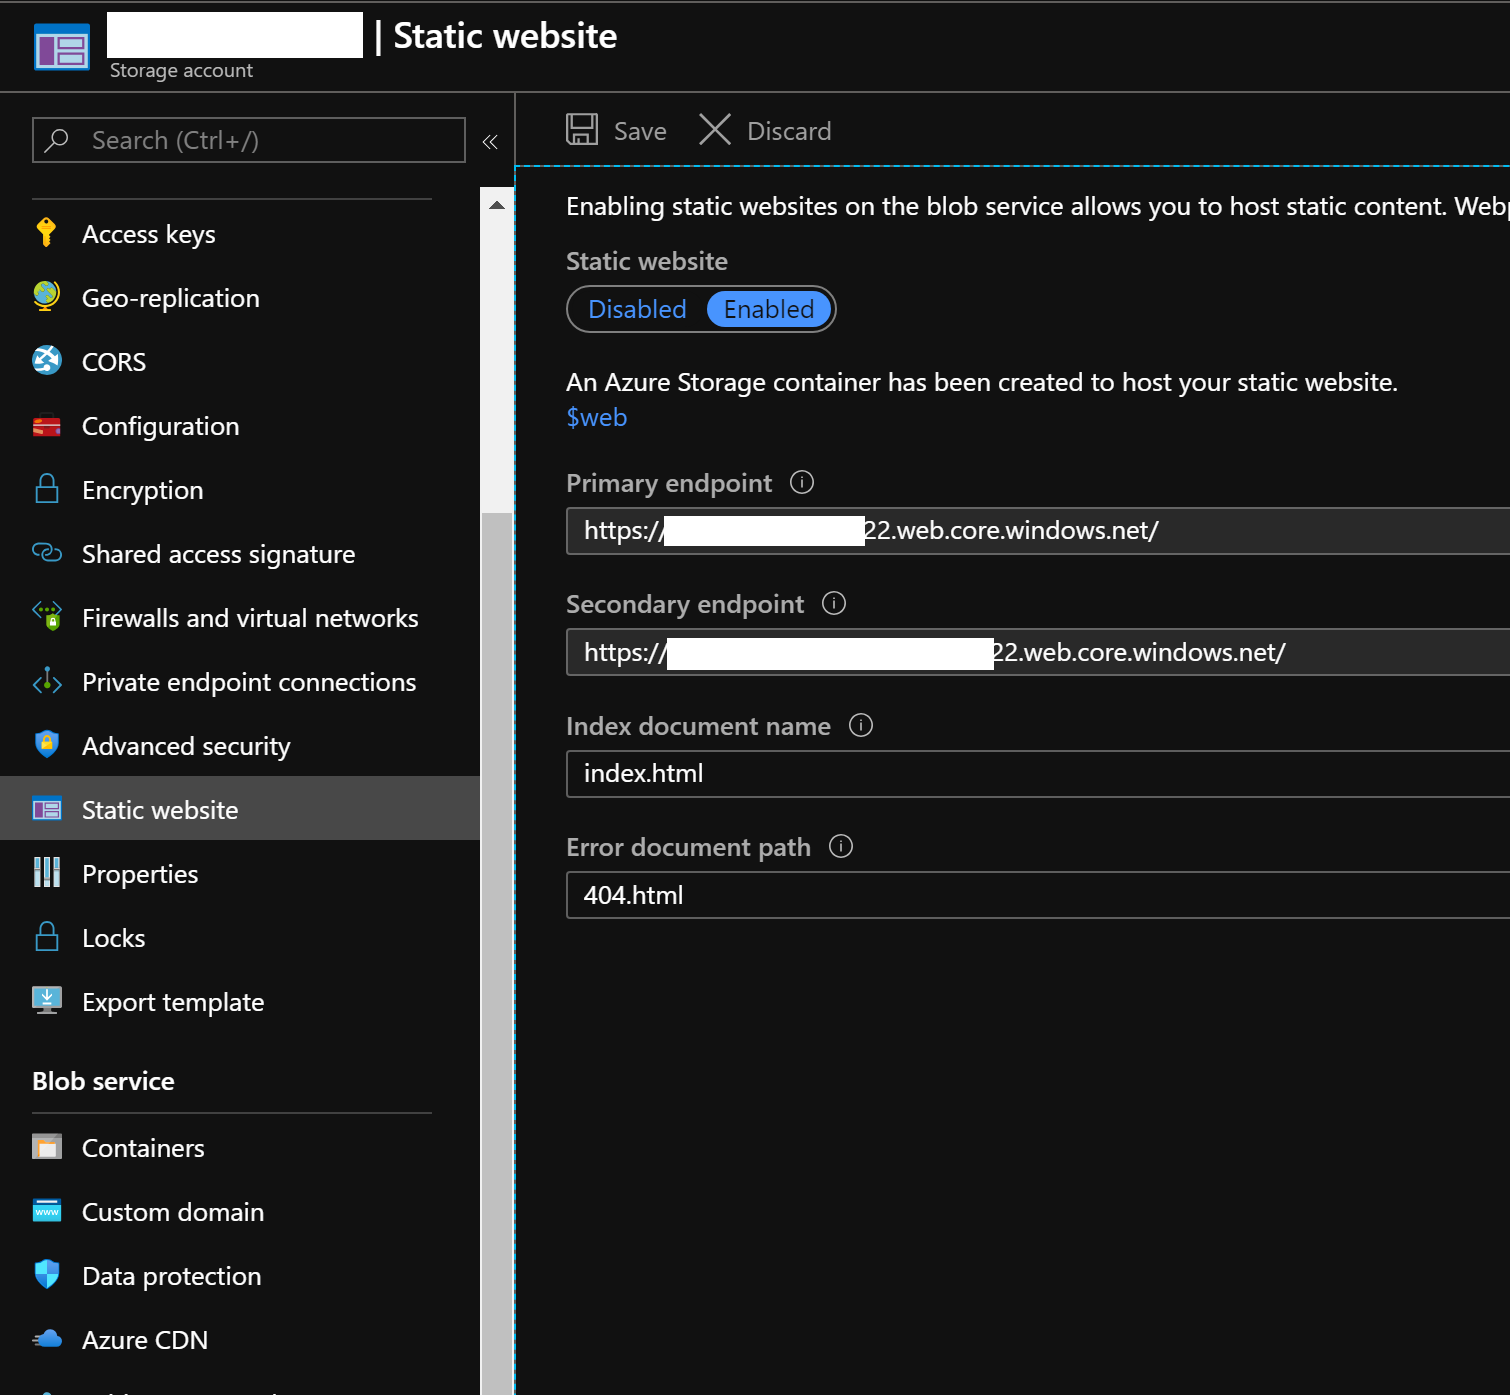 | Static website
Storage account
Search (Ctrl+/)
«
Access keys
Geo-replication
CORS
Configuration
Encryption
Shared access signature
Firewalls and virtual networks
Private endpoint connections
Advanced security
Static website
Properties
Locks
Export template
Blob service
Containers
www
Custom domain
Data protection
Azure CDN
Save
Discard
Enabling static websites on the blob service allows you to host static content.
Static website
Disabled
Enabled
An Azure Storage container has been created to host your static website.
$web
Primary endpoint
https:// 22.web.core.windows.net/
Secondary endpoint
https:// 22.web.core.windows.net/
Index document name
index.html
Error document path
404.html